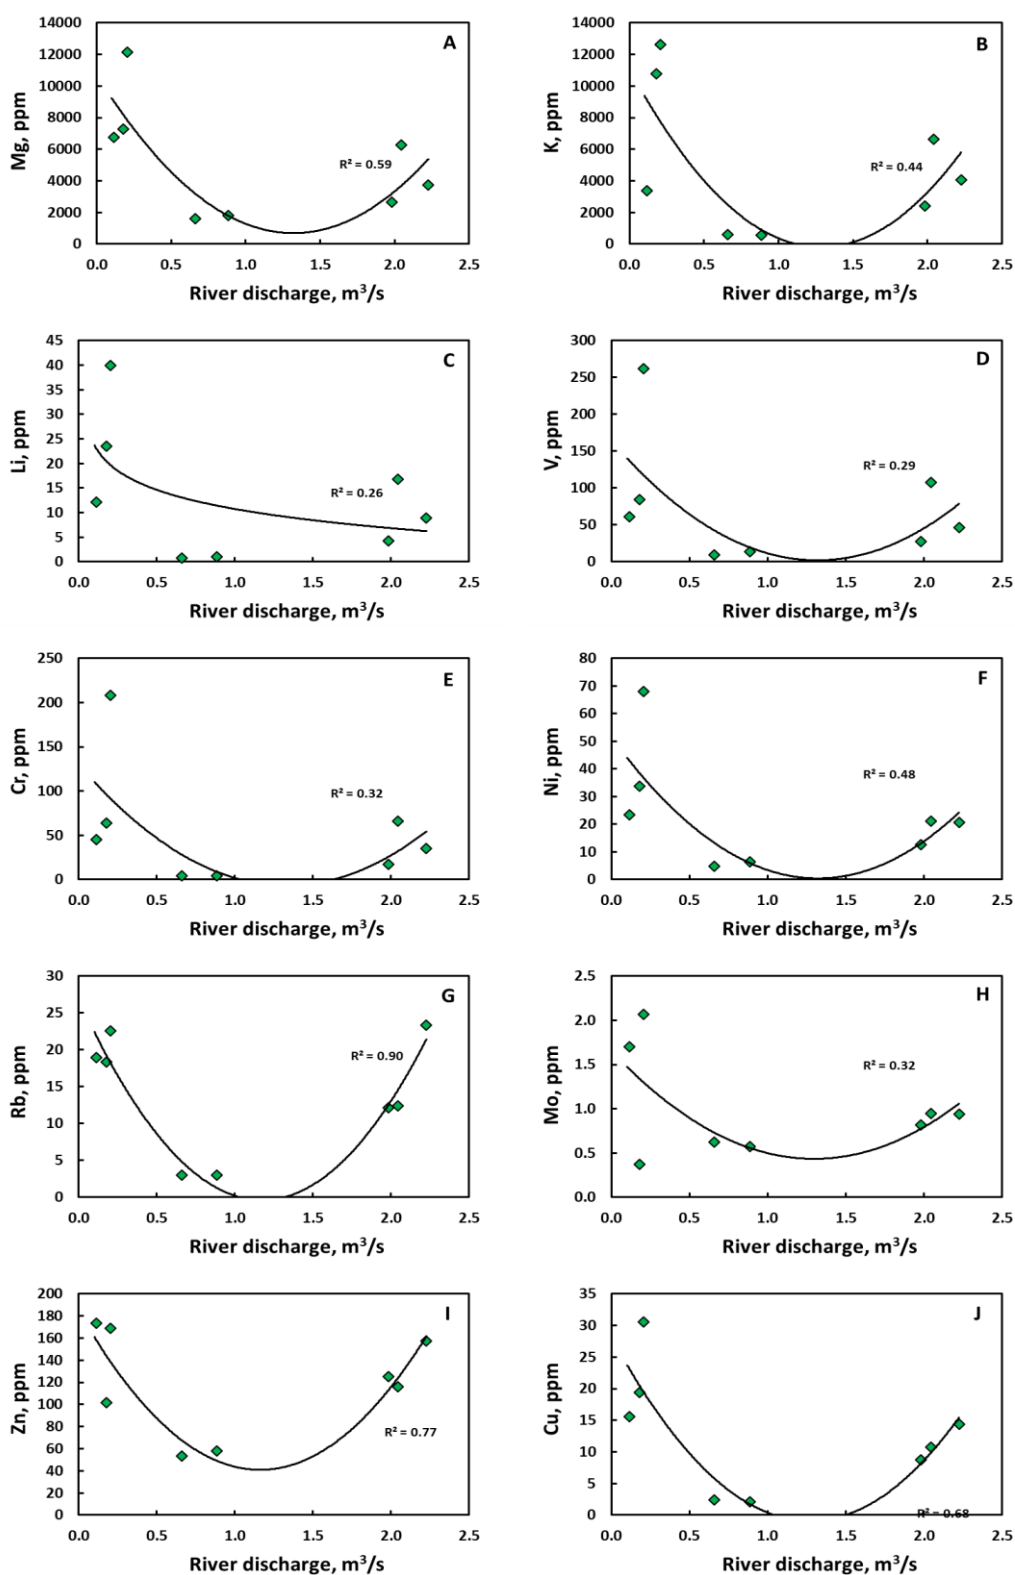 14000
12000
10000
8000
6000
4000
2000
0
Mg, ppm
A
R² = 0.59
0.0 0.5 1.0 1.5 2.0 2.5
River discharge, m³/s
14000
12000
10000
8000
6000
4000
2000
0
K, ppm
B
R² = 0.44
0.0 0.5 1.0 1.5 2.0 2.5
River discharge, m³/s
45
40
35
30
25
20
15
10
5
0
Li, ppm
C
R² = 0.26
0.0 0.5 1.0 1.5 2.0 2.5
River discharge, m³/s
300
250
200
150
100
50
0
V, ppm
D
R² = 0.29
0.0 0.5 1.0 1.5 2.0 2.5
River discharge, m³/s
250
200
150
100
50
0
Cr, ppm
E
R² = 0.32
0.0 0.5 1.0 1.5 2.0 2.5
River discharge, m³/s
80
70
60
50
40
30
20
10
0
Ni, ppm
F
R² = 0.48
0.0 0.5 1.0 1.5 2.0 2.5
River discharge, m³/s
30
25
20
15
10
5
0
Rb, ppm
G
R² = 0.90
0.0 0.5 1.0 1.5 2.0 2.5
River discharge, m³/s
2.5
2.0
1.5
1.0
0.5
0.0
Mo, ppm
H
R² = 0.32
0.0 0.5 1.0 1.5 2.0 2.5
River discharge, m³/s
200
180
160
140
120
100
80
60
40
20
0
Zn, ppm
I
R² = 0.77
0.0 0.5 1.0 1.5 2.0 2.5
River discharge, m³/s
35
30
25
20
15
10
5
0
Cu, ppm
J
R² = 0.68
0.0 0.5 1.0 1.5 2.0 2.5
River discharge, m³/s